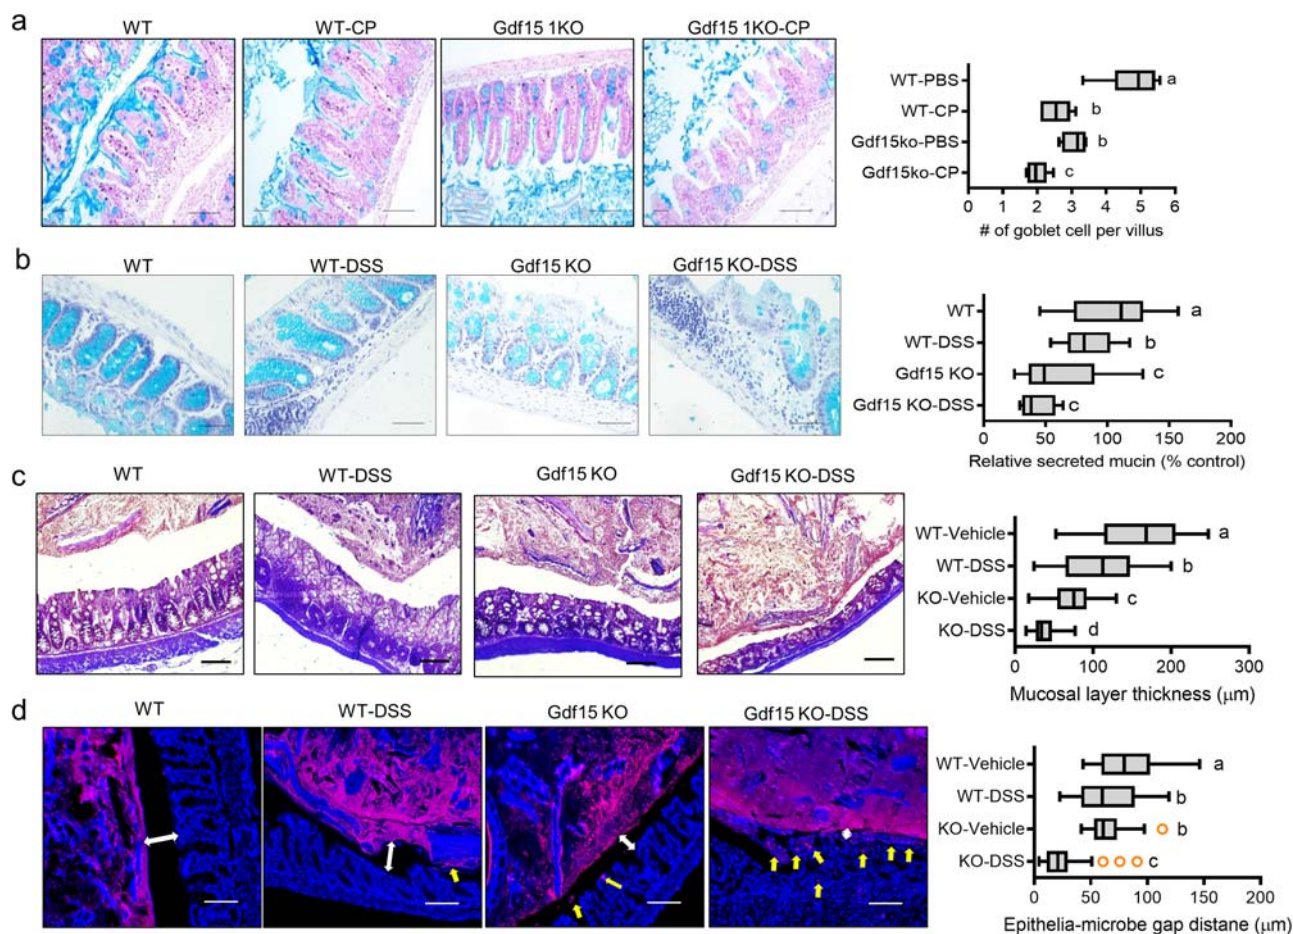 a
WT
WT-CP
Gdf15 1KO
Gdf15 1KO-CP
WT-PBS
a
WT-CP
b
Gdf15ko-PBS
b
Gdf15ko-CP
c
0 1 2 3 4 5 6
# of goblet cell per villus
b
WT
WT-DSS
Gdf15 KO
Gdf15 KO-DSS
WT
a
WT-DSS
b
Gdf15 KO
c
Gdf15 KO-DSS
c
0 50 100 150 200
Relative secreted mucin (% control)
c
WT
WT-DSS
Gdf15 KO
Gdf15 KO-DSS
WT-Vehicle
a
WT-DSS
b
KO-Vehicle
c
KO-DSS
d
0 100 200 300
Mucosal layer thickness (μm)
d
WT
WT-DSS
Gdf15 KO
Gdf15 KO-DSS
WT-Vehicle
a
WT-DSS
b
KO-Vehicle
b
KO-DSS
c
0 50 100 150 200
Epithelia-microbe gap distane (μm)